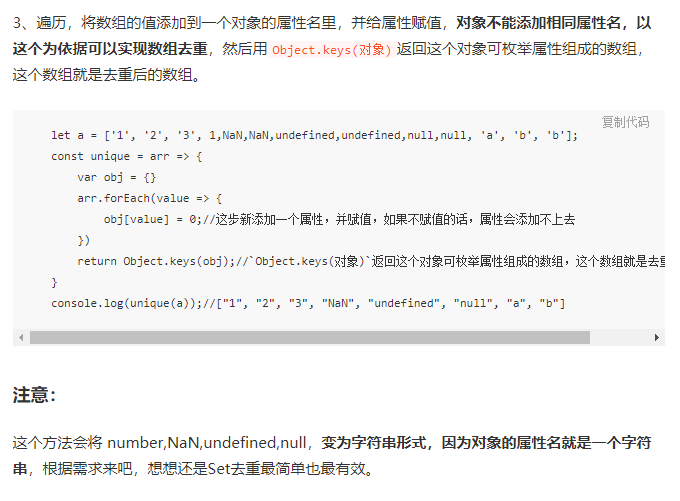 3、遍历，将数组的值添加到一个对象的属性名里，并给属性赋值，对象不能添加相同属性名，以
这个为依据可以实现数组去重，然后用 Object.keys(对象) 返回这个对象可枚举属性组成的数组，
这个数组就是去重后的数组。
复制代码
let a = ['1', '2', '3', 1,NaN,NaN,undefined,undefined,null,null, 'a', 'b', 'b'];
const unique = arr => {
var obj = {}
arr.forEach(value => {
obj[value] = 0;//这步新添加一个属性，并赋值，如果不赋值的话，属性会添加不上去
})
return Object.keys(obj);//`Object.keys(对象)`返回这个对象可枚举属性组成的数组，这个数组就是去重
}
console.log(unique(a));//["1", "2", "3", "NaN", "undefined", "null", "a", "b"]
注意：
这个方法会将 number,NaN,undefined,null，变为字符串形式，因为对象的属性名就是一个字符
串，根据需求来吧，想想还是Set去重最简单也最有效。